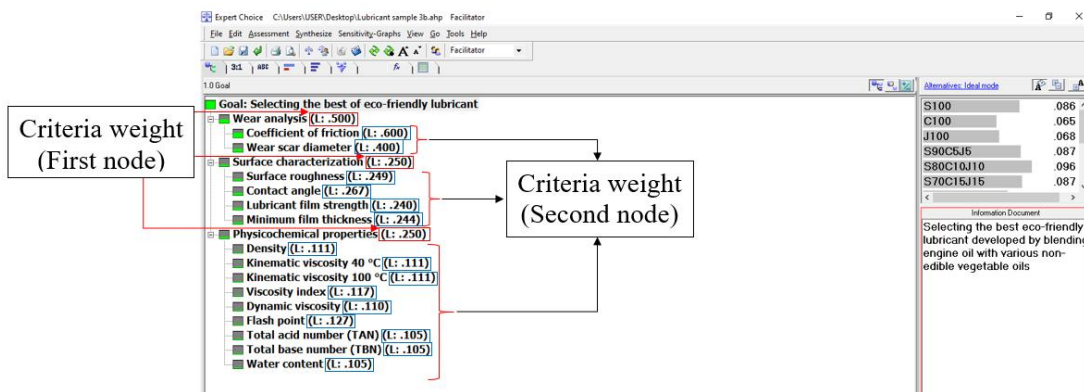 Expert Choice C:\Users\USER\Desktop\Lubricant sample 3b.ahp Facilitator
File Edit Assessment Synthesize Sensitivity-Graphs View Go Tools Help
Facilitator
3:1 ABC fx
1.0 Goal
Goal: Selecting the best of eco-friendly lubricant
Wear analysis (L: .500)
Coefficient of friction (L: .600)
Wear scar diameter (L: .400)
Surface characterization (L: .250)
Surface roughness (L: .249)
Contact angle (L: .267)
Lubricant film strength (L: .240)
Minimum film thickness (L: .244)
Physicochemical properties (L: .250)
Density (L: .111)
Kinematic viscosity 40 °C (L: .111)
Kinematic viscosity 100 °C (L: .111)
Viscosity index (L: .117)
Dynamic viscosity (L: .110)
Flash point (L: .127)
Total acid number (TAN) (L: .105)
Total base number (TBN) (L: .105)
Water content (L: .105)
Criteria weight
(First node)
Criteria weight
(Second node)
Alternatives: Ideal mode
S100 .086
C100 .065
J100 .068
S90C5J5 .087
S80C10J10 .096
S70C15J15 .087
Information Document
Selecting the best eco-friendly
lubricant developed by blending
engine oil with various non-
edible vegetable oils